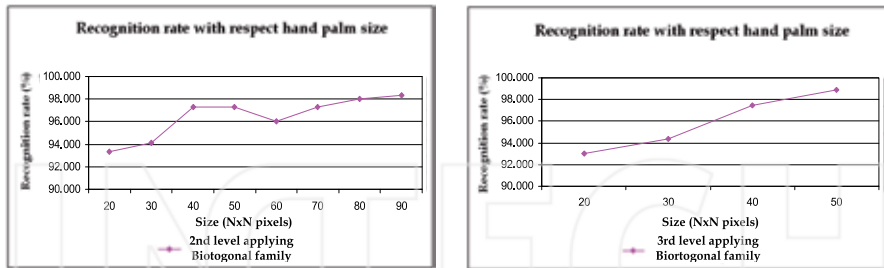 Recognition rate with respect hand palm size
Recognition rate (%)
100.000
98.000
96.000
94.000
92.000
90.000
20 30 40 50 60 70 80 90
Size (NxN pixels)
2nd level applying
Biotogonal family
Recognition rate with respect hand palm size
Recognition rate (%)
100.000
98.000
96.000
94.000
92.000
90.000
20 30 40 50
Size (NxN pixels)
3rd level applying
Biortogonal family